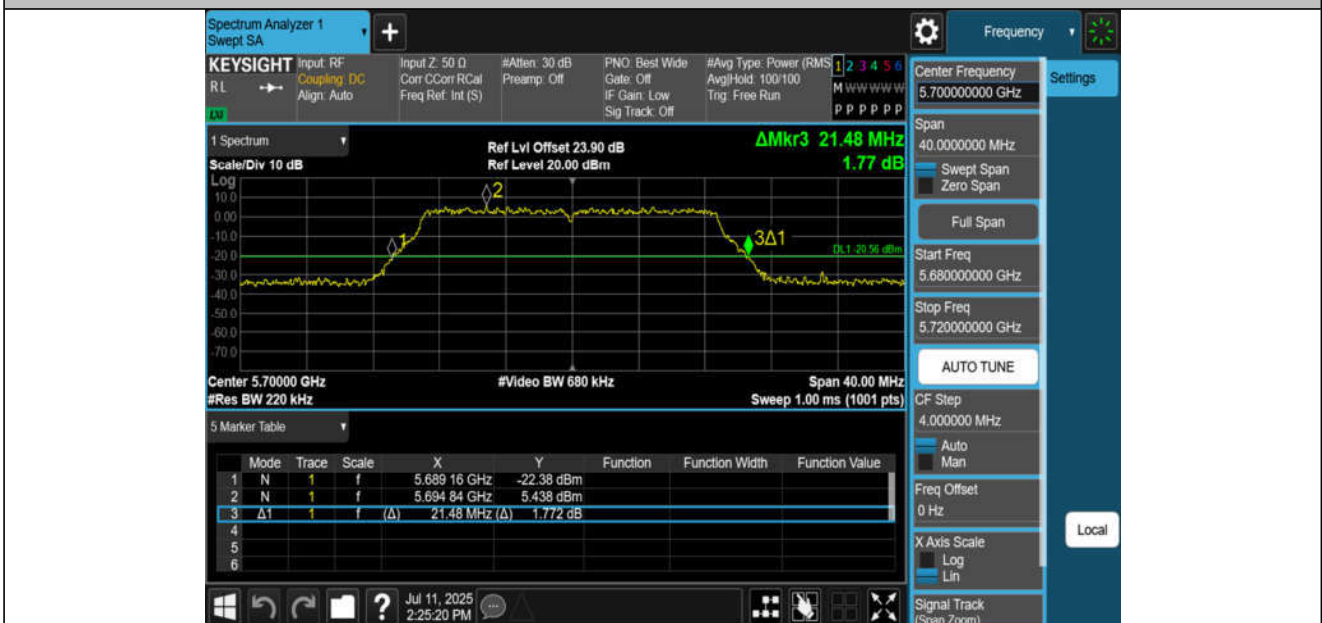 Spectrum Analyzer 1
Swept SA
+
Frequency
KEYSIGHT
RL
LV
Input: RF
Coupling: DC
Align: Auto
Input Z: 50 Ω
Corr CCorr RCal
Freq Ref: Int (S)
#Atten: 30 dB
Preamp: Off
PNO: Best Wide
Gate: Off
IF Gain: Low
Sig Track: Off
#Avg Type: Power (RMS
Avg|Hold: 100/100
Trig: Free Run
1 2 3 4 5 6
M W W W W W
P P P P P P
1 Spectrum
Scale/Div 10 dB
Ref Lvl Offset 23.90 dB
Ref Level 20.00 dBm
ΔMkr3 21.48 MHz
1.77 dB
Log
10.0
0.00
-10.0
-20.0
-30.0
-40.0
-50.0
-60.0
-70.0
2
1
3Δ1
DL1 -20.56 dBm
Center 5.70000 GHz
#Video BW 680 kHz
Span 40.00 MHz
#Res BW 220 kHz
Sweep 1.00 ms (1001 pts)
5 Marker Table
Mode Trace Scale X Y Function Function Width Function Value
1 N 1 f 5.689 16 GHz -22.38 dBm
2 N 1 f 5.694 84 GHz 5.438 dBm
3 Δ1 1 f (Δ) 21.48 MHz (Δ) 1.772 dB
4
5
6
?
Jul 11, 2025
2:25:20 PM
Center Frequency
5.700000000 GHz
Settings
Span
40.0000000 MHz
Swept Span
Zero Span
Full Span
Start Freq
5.680000000 GHz
Stop Freq
5.720000000 GHz
AUTO TUNE
CF Step
4.000000 MHz
Auto
Man
Freq Offset
0 Hz
Local
X Axis Scale
Log
Lin
Signal Track
(Span Zoom)